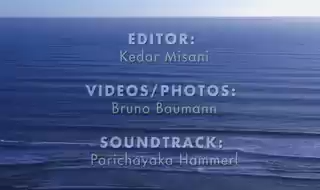 EDITOR:
Kedar Misani
VIDEOS/PHOTOS:
Bruno Baumann
SOUNDTRACK:
Parichayaka Hammerl